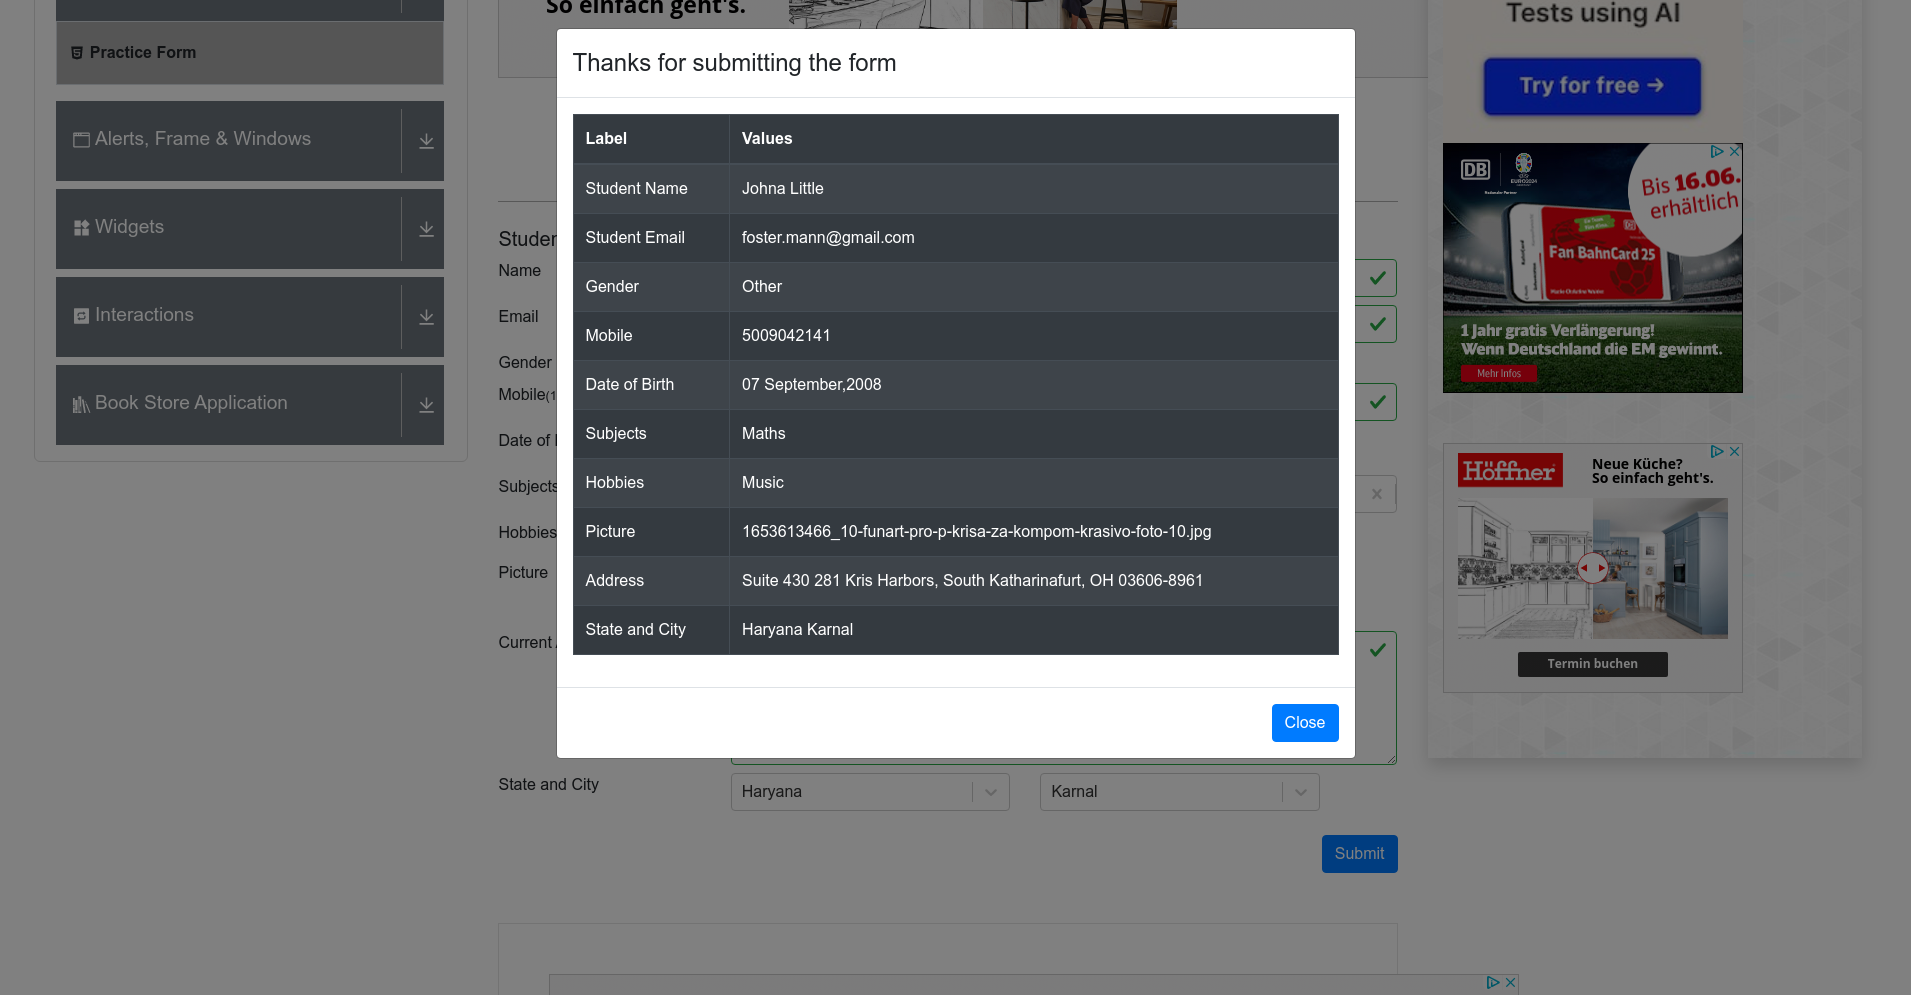 So einfach geht's.
Practice Form
Alerts, Frame & Windows
Widgets
Interactions
Book Store Application
Thanks for submitting the form
Label Values
Student Name Johna Little
Student Email foster.mann@gmail.com
Gender Other
Mobile 5009042141
Date of Birth 07 September,2008
Subjects Maths
Hobbies Music
Picture 1653613466_10-funart-pro-p-krisa-za-kompom-krasivo-foto-10.jpg
Address Suite 430 281 Kris Harbors, South Katharinafurt, OH 03606-8961
State and City Haryana Karnal
Close
Studen
Name
Email
Gender
Mobile(1
Date of
Subjects
Hobbies
Picture
Current
State and City
Haryana
Karnal
Submit
Tests using AI
Try for free →
DB
EURO2024
Bis 16.06.
erhältlich
Fan BahnCard 25
1 Jahr gratis Verlängerung!
Wenn Deutschland die EM gewinnt.
Mehr Infos
Höffner
Neue Küche?
So einfach geht's.
Termin buchen